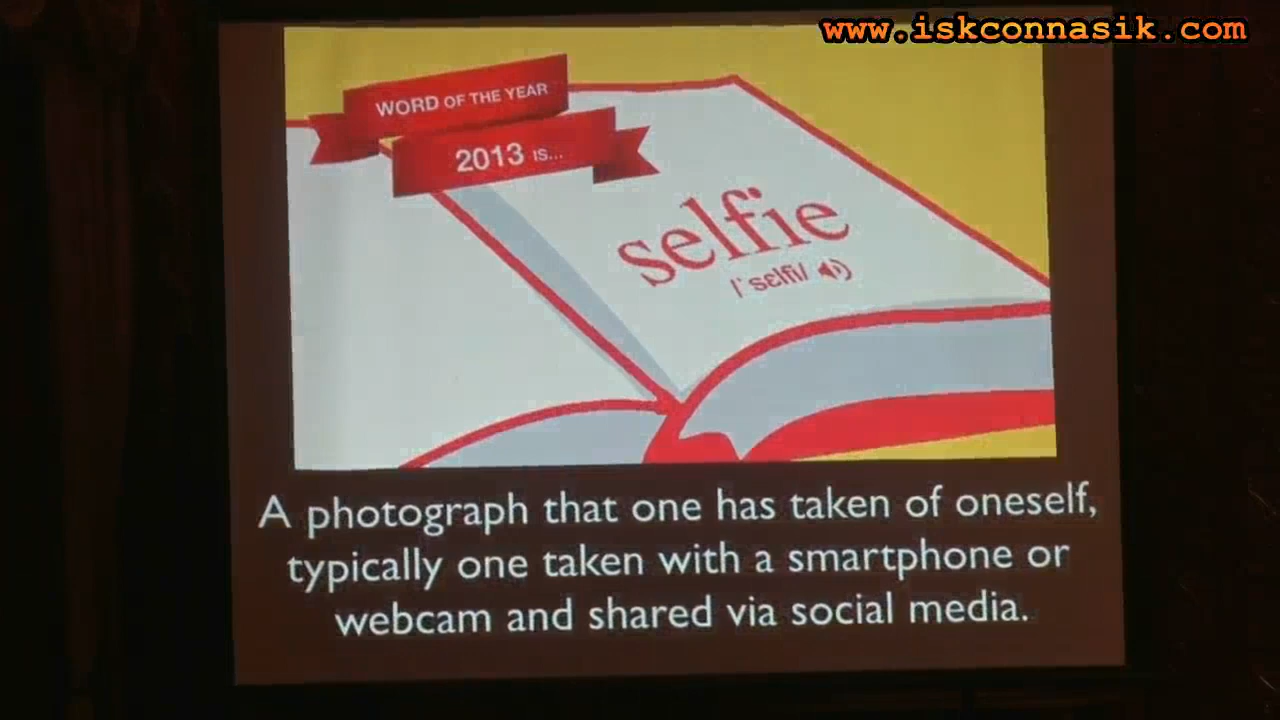 www.iskconnasik.com
WORD OF THE YEAR
2013 IS...
selfie
/ˈsɛlfi/
A photograph that one has taken of oneself,
typically one taken with a smartphone or
webcam and shared via social media.